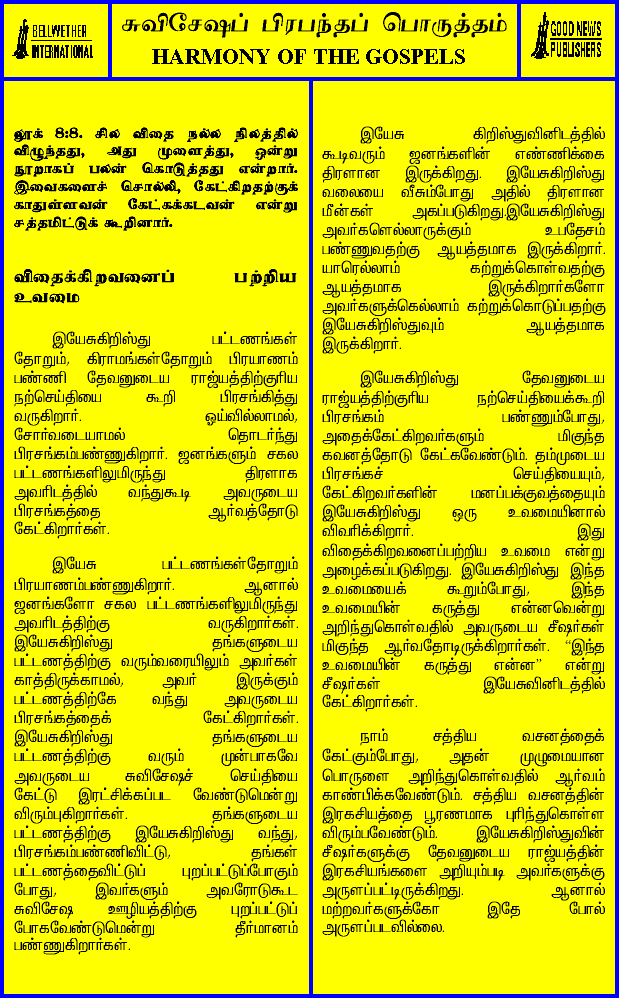 BELLWETHER
INTERNATIONAL
சுவிசேஷப் பிரபந்தப் பொருத்தம்
HARMONY OF THE GOSPELS
GOOD NEWS
PUBLISHERS
லூக் 8:8. சில விதை நல்ல நிலத்தில்
விழுந்தது, அது முளைத்து, ஒன்று
நூறாகப் பலன் கொடுத்தது என்றார்.
இவைகளைச் சொல்லி, கேட்கிறதற்குக்
காதுள்ளவன் கேட்கக்கடவன் என்று
சத்தமிட்டுக் கூறினார்.
விதைக்கிறவனைப் பற்றிய
உவமை
இயேசுகிறிஸ்து பட்டணங்கள்
தோறும், கிராமங்கள்தோறும் பிரயாணம்
பண்ணி தேவனுடைய ராஜ்யத்திற்குரிய
நற்செய்தியை கூறி பிரசங்கித்து
வருகிறார். ஓய்வில்லாமல்,
சோர்வடையாமல் தொடர்ந்து
பிரசங்கம்பண்ணுகிறார். ஜனங்களும் சகல
பட்டணங்களிலுமிருந்து திரளாக
அவரிடத்தில் வந்துகூடி அவருடைய
பிரசங்கத்தை ஆர்வத்தோடு
கேட்கிறார்கள்.
இயேசு பட்டணங்கள்தோறும்
பிரயாணம்பண்ணுகிறார். ஆனால்
ஜனங்களோ சகல பட்டணங்களிலுமிருந்து
அவரிடத்திற்கு வருகிறார்கள்.
இயேசுகிறிஸ்து தங்களுடைய
பட்டணத்திற்கு வரும்வரையிலும் அவர்கள்
காத்திருக்காமல், அவர் இருக்கும்
பட்டணத்திற்கே வந்து அவருடைய
பிரசங்கத்தைக் கேட்கிறார்கள்.
இயேசுகிறிஸ்து தங்களுடைய
பட்டணத்திற்கு வரும் முன்பாகவே
அவருடைய சுவிசேஷச் செய்தியை
கேட்டு இரட்சிக்கப்பட வேண்டுமென்று
விரும்புகிறார்கள். தங்களுடைய
பட்டணத்திற்கு இயேசுகிறிஸ்து வந்து,
பிரசங்கம்பண்ணிவிட்டு, தங்கள்
பட்டணத்தைவிட்டுப் புறப்பட்டுப்போகும்
போது, இவர்களும் அவரோடுகூட
சுவிசேஷ ஊழியத்திற்கு புறப்பட்டுப்
போகவேண்டுமென்று தீர்மானம்
பண்ணுகிறார்கள்.
இயேசு கிறிஸ்துவினிடத்தில்
கூடிவரும் ஜனங்களின் எண்ணிக்கை
திரளான இருக்கிறது. இயேசுகிறிஸ்து
வலையை வீசும்போது அதில் திரளான
மீன்கள் அகப்படுகிறது.இயேசுகிறிஸ்து
அவர்களெல்லாருக்கும் உபதேசம்
பண்ணுவதற்கு ஆயத்தமாக இருக்கிறார்.
யாரெல்லாம் கற்றுக்கொள்வதற்கு
ஆயத்தமாக இருக்கிறார்களோ
அவர்களுக்கெல்லாம் கற்றுக்கொடுப்பதற்கு
இயேசுகிறிஸ்துவும் ஆயத்தமாக
இருக்கிறார்.
இயேசுகிறிஸ்து தேவனுடைய
ராஜ்யத்திற்குரிய நற்செய்தியைக்கூறி
பிரசங்கம் பண்ணும்போது,
அதைக்கேட்கிறவர்களும் மிகுந்த
கவனத்தோடு கேட்கவேண்டும். தம்முடைய
பிரசங்கச் செய்தியையும்,
கேட்கிறவர்களின் மனப்பக்குவத்தையும்
இயேசுகிறிஸ்து ஒரு உவமையினால்
விவரிக்கிறார். இது
விதைக்கிறவனைப்பற்றிய உவமை என்று
அழைக்கப்படுகிறது. இயேசுகிறிஸ்து இந்த
உவமையைக் கூறும்போது, இந்த
உவமையின் கருத்து என்னவென்று
அறிந்துகொள்வதில் அவருடைய சீஷர்கள்
மிகுந்த ஆர்வதோடிருக்கிறார்கள். “இந்த
உவமையின் கருத்து என்ன” என்று
சீஷர்கள் இயேசுவினிடத்தில்
கேட்கிறார்கள்.
நாம் சத்திய வசனத்தைக்
கேட்கும்போது, அதன் முழுமையான
பொருளை அறிந்துகொள்வதில் ஆர்வம்
காண்பிக்கவேண்டும். சத்திய வசனத்தின்
இரகசியத்தை பூரணமாக புரிந்துகொள்ள
விரும்பவேண்டும். இயேசுகிறிஸ்துவின்
சீஷர்களுக்கு தேவனுடைய ராஜ்யத்தின்
இரகசியங்களை அறியும்படி அவர்களுக்கு
அருளப்பட்டிருக்கிறது. ஆனால்
மற்றவர்களுக்கோ இதே போல்
அருளப்படவில்லை.